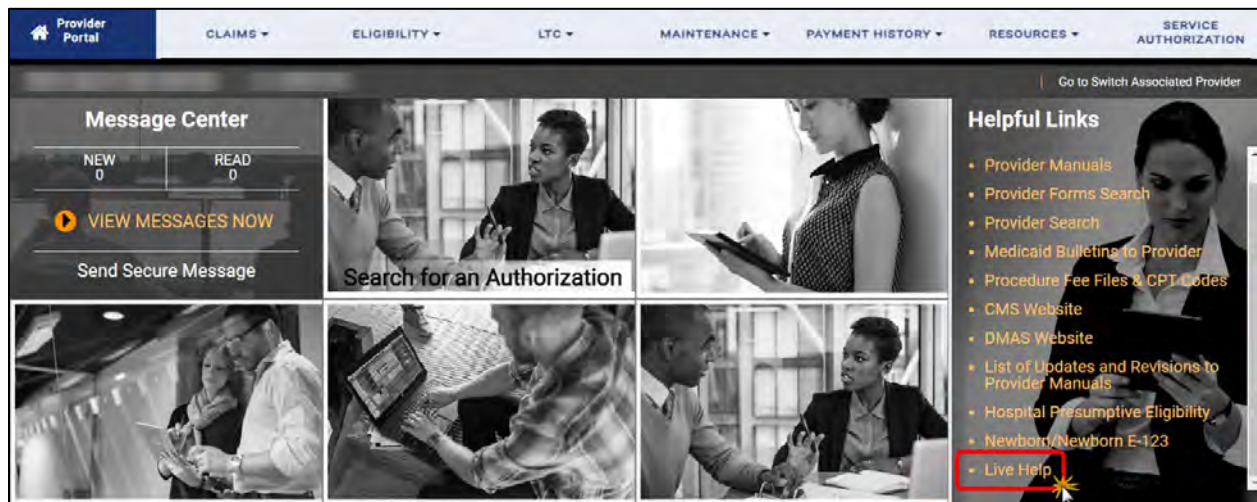 Provider
Portal
CLAIMS
ELIGIBILITY
LTC
MAINTENANCE
PAYMENT HISTORY
RESOURCES
SERVICE
AUTHORIZATION
Go to Switch Associated Provider
Message Center
NEW
0
READ
0
VIEW MESSAGES NOW
Send Secure Message
Search for an Authorization
Helpful Links
Provider Manuals
Provider Forms Search
Provider Search
Medicaid Bulletins to Provider
Procedure Fee Files & CPT Codes
CMS Website
DMAS Website
List of Updates and Revisions to
Provider Manuals
Hospital Presumptive Eligibility
Newborn/Newborn E-123
Live Help